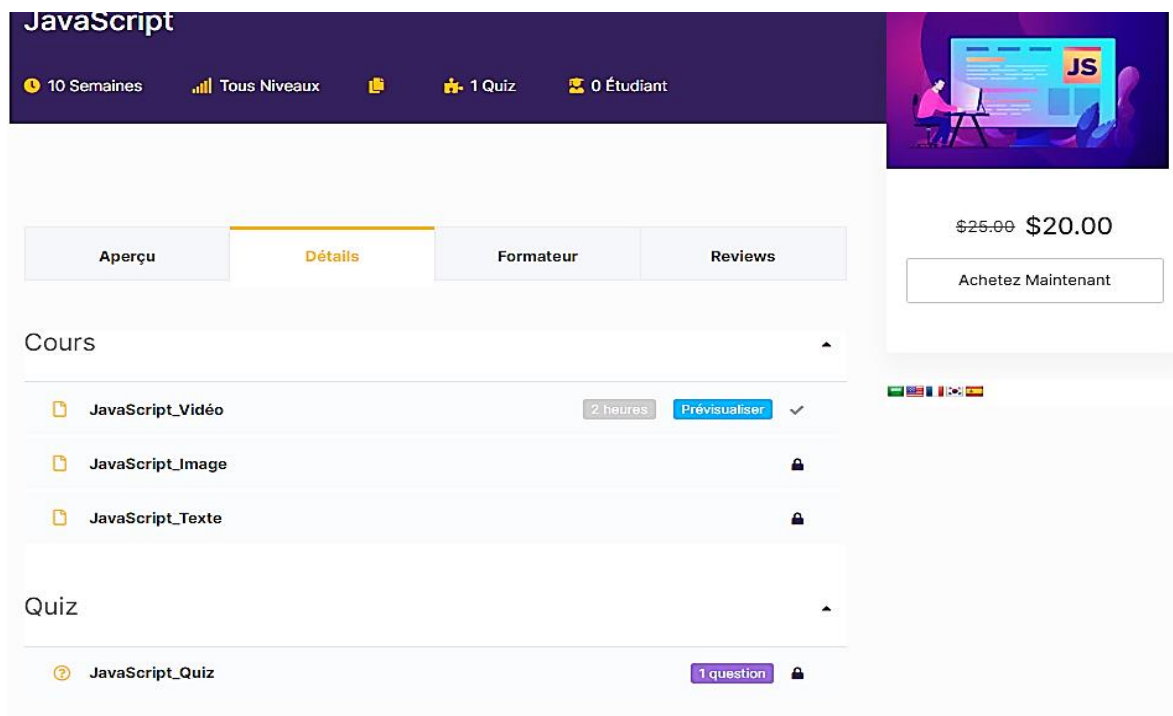 JavaScript
10 Semaines Tous Niveaux 1 Quiz 0 Étudiant
JS
$25.00 $20.00
Achetez Maintenant
Aperçu Détails Formateur Reviews
Cours
JavaScript_Vidéo 2 heures Prévisualiser
JavaScript_Image
JavaScript_Texte
Quiz
JavaScript_Quiz 1 question